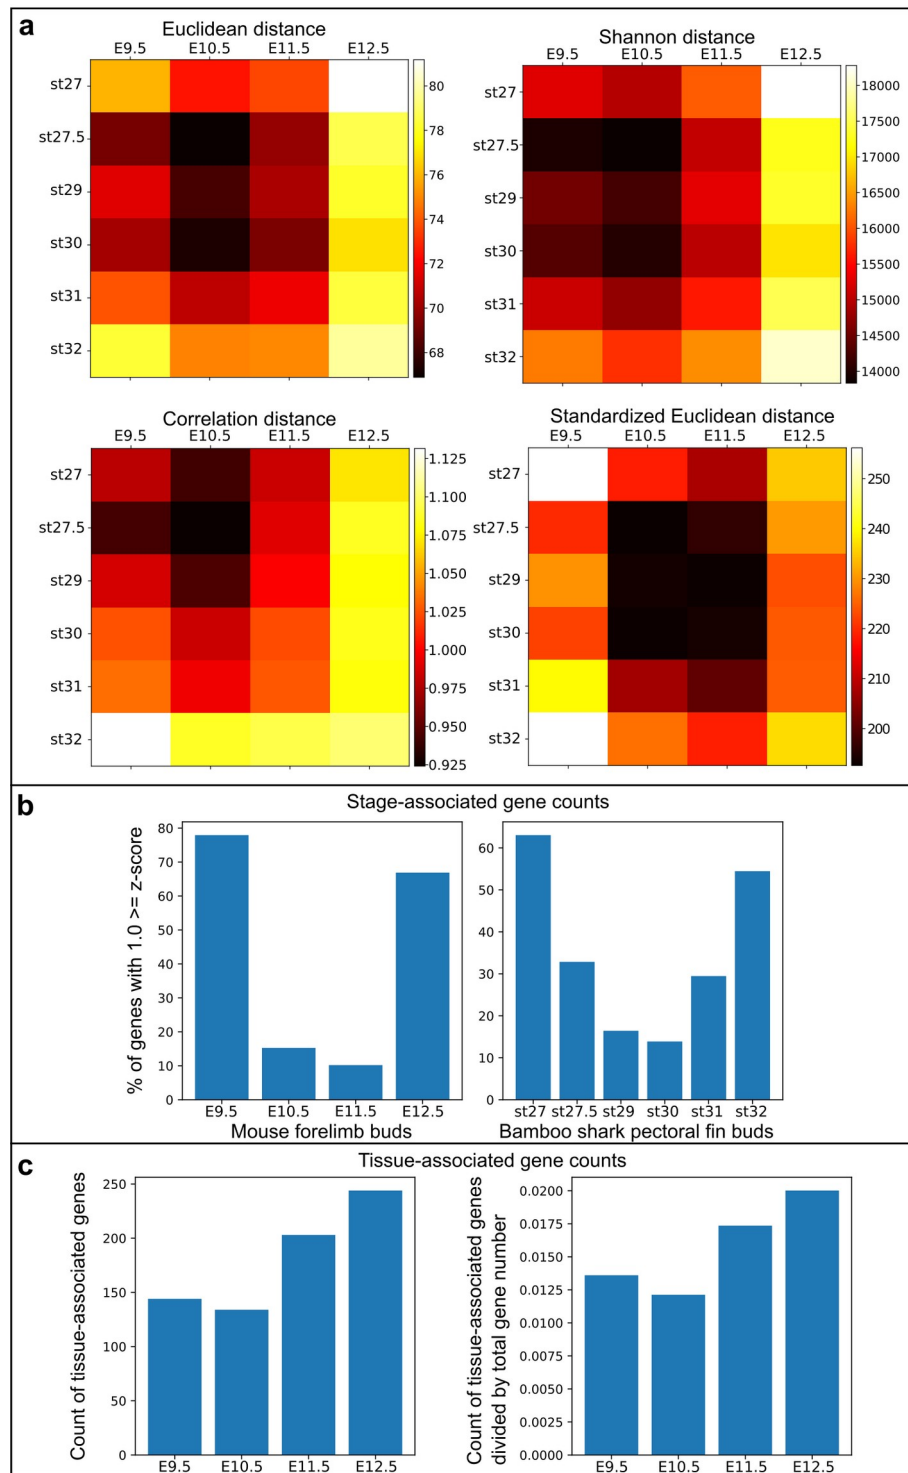 a
Euclidean distance
E9.5 E10.5 E11.5 E12.5
st27
st27.5
st29
st30
st31
st32
80
78
76
74
72
70
68
Shannon distance
E9.5 E10.5 E11.5 E12.5
st27
st27.5
st29
st30
st31
st32
18000
17000
16500
16000
15500
15000
14500
14000
Correlation distance
E9.5 E10.5 E11.5 E12.5
st27
st27.5
st29
st30
st31
st32
1.125
1.100
1.075
1.050
1.025
1.000
0.975
0.950
0.925
Standardized Euclidean distance
E9.5 E10.5 E11.5 E12.5
st27
st27.5
st29
st30
st31
st32
250
240
230
220
210
200
b
Stage-associated gene counts
% of genes with 1.0 >= z-score
80
70
60
50
40
30
20
10
0
E9.5 E10.5 E11.5 E12.5
Mouse forelimb buds
60
50
40
30
20
10
0
st27 st27.5 st29 st30 st31 st32
Bamboo shark pectoral fin buds
c
Tissue-associated gene counts
Count of tissue-associated genes
250
200
150
100
50
0
E9.5 E10.5 E11.5 E12.5
Count of tissue-associated genes
divided by total gene number
0.0200
0.0175
0.0150
0.0125
0.0100
0.0075
0.0050
0.0025
0.0000
E9.5 E10.5 E11.5 E12.5